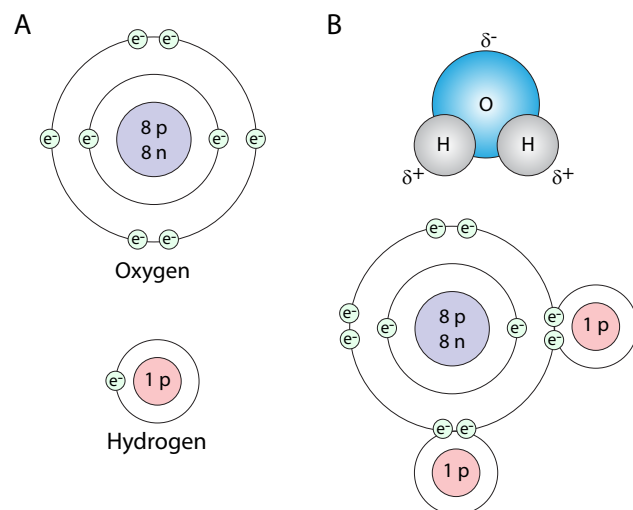 A
e- e-
e- e- 8 p e- e-
8 n
e- e-
Oxygen
e- 1 p
Hydrogen
B
δ-
O
H H
δ+ δ+
e- e-
e- 8 p e- 1 p
e- e- 8 n e- e-
e- e-
1 p